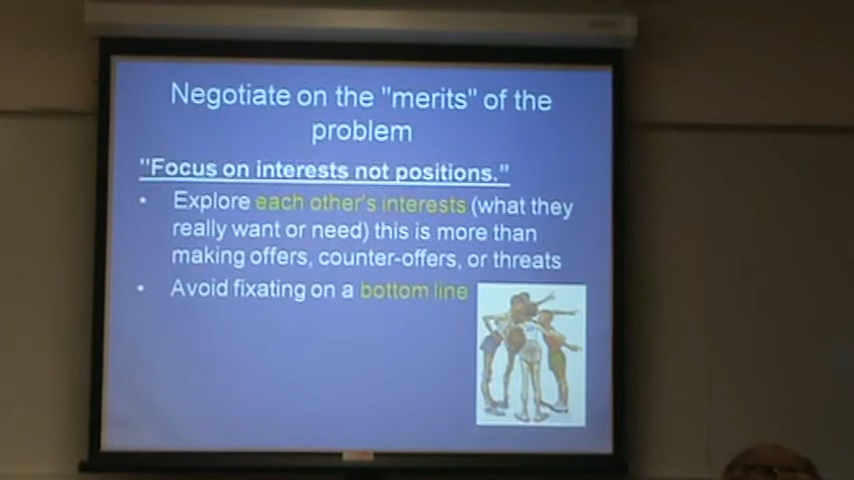 Negotiate on the "merits" of the
problem
"Focus on interests not positions."
• Explore each other's interests (what they
really want or need) this is more than
making offers, counter-offers, or threats
• Avoid fixating on a bottom line